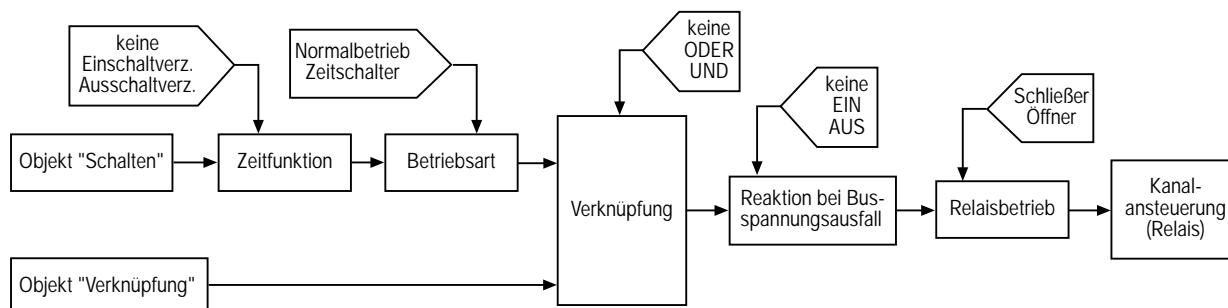 keine
Einschaltverz.
Ausschaltverz.
Normalbetrieb
Zeitschalter
keine
ODER
UND
keine
EIN
AUS
Schließer
Öffner
Objekt "Schalten"
Zeitfunktion
Betriebsart
Verknüpfung
Reaktion bei Bus-
spannungsausfall
Relaisbetrieb
Kanal-
ansteuerung
(Relais)
Objekt "Verknüpfung"